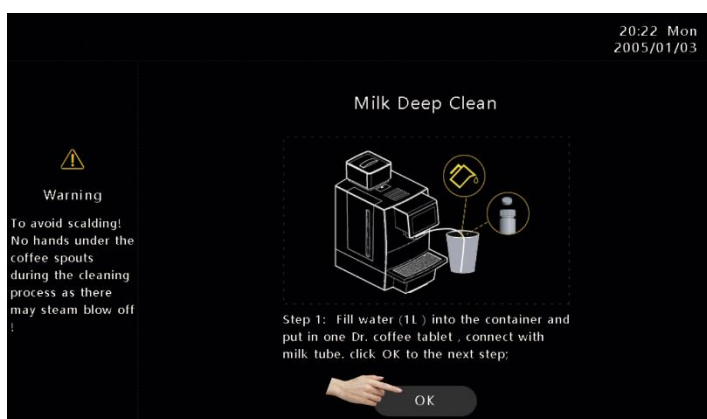 20:22 Mon
2005/01/03
Milk Deep Clean
Warning
To avoid scalding!
No hands under the
coffee spouts
during the cleaning
process as there
may steam blow off
!
Step 1: Fill water (1L ) into the container and
put in one Dr. coffee tablet , connect with
milk tube. click OK to the next step;
OK